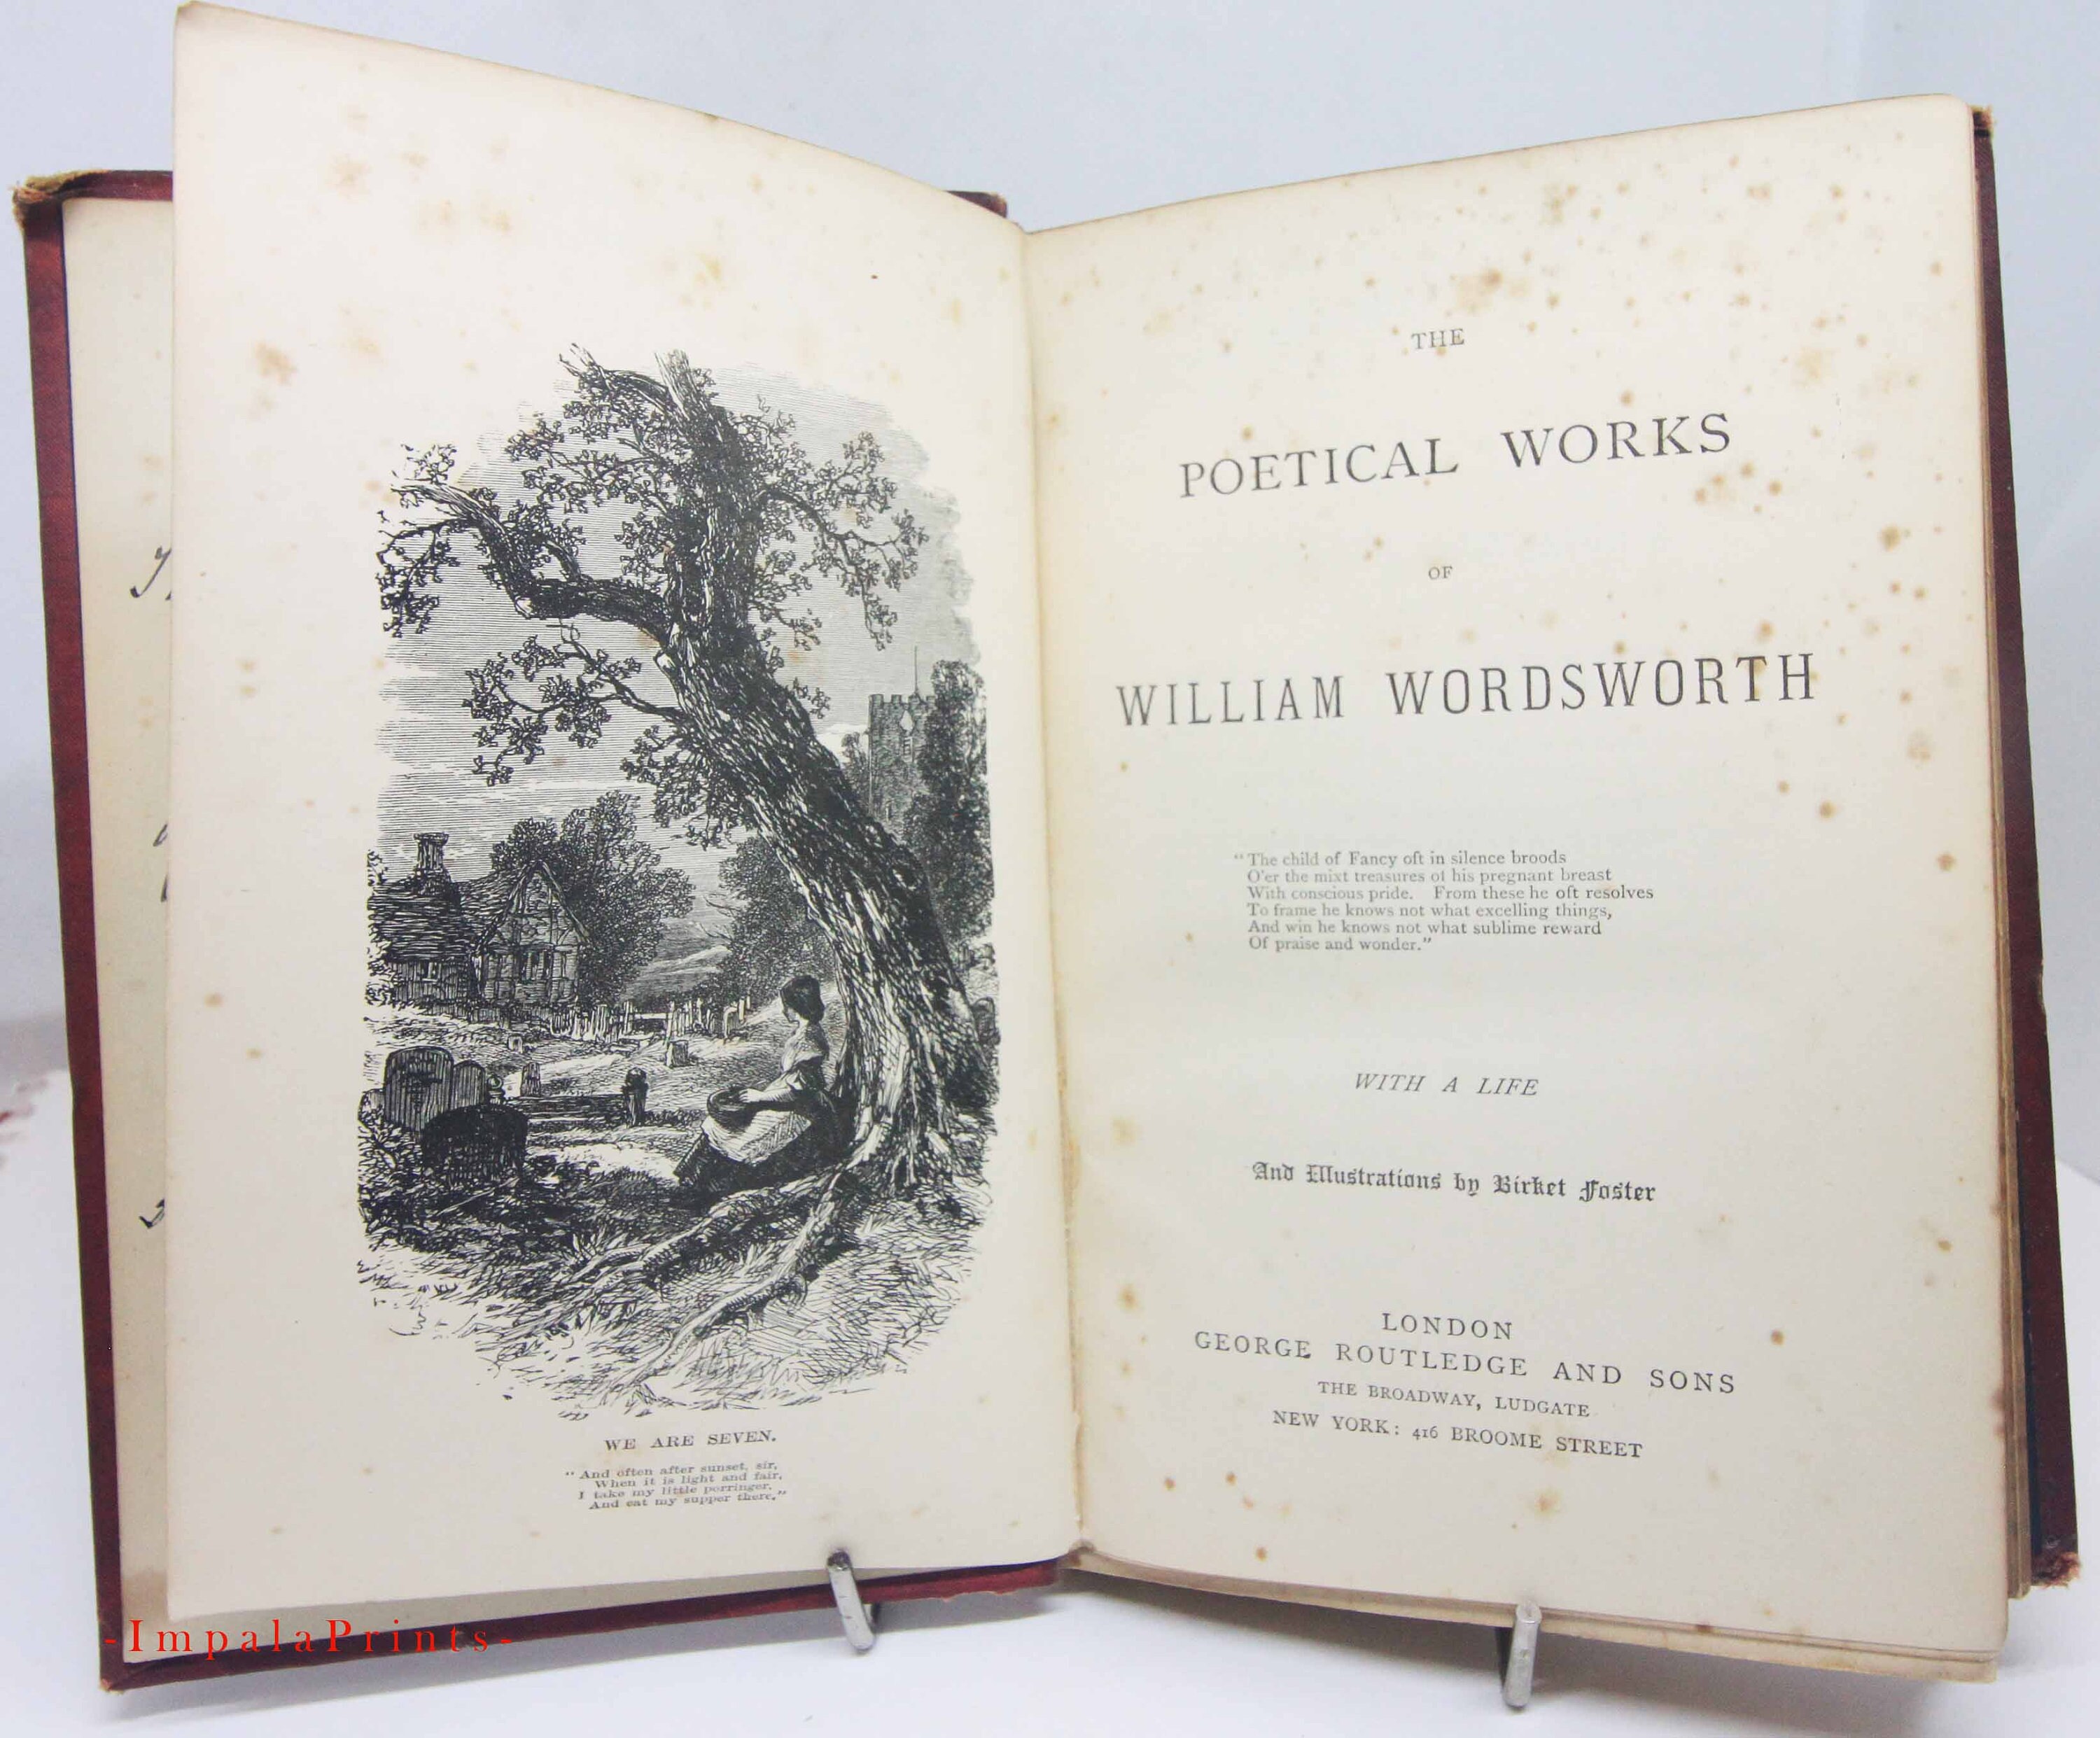 WE ARE SEVEN.
"And often after sunset, sir,
When it is light and fair,
I take my little porringer,
And eat my supper there."
THE
POETICAL WORKS
OF
WILLIAM WORDSWORTH
"The child of Fancy oft in silence broods
O'er the mixt treasures of his pregnant breast
With conscious pride. From these he oft resolves
To frame he knows not what excelling things,
And win he knows not what sublime reward
Of praise and wonder."
WITH A LIFE
And Illustrations by Birket Foster
LONDON
GEORGE ROUTLEDGE AND SONS
THE BROADWAY, LUDGATE
NEW YORK: 416 BROOME STREET
-ImpalaPrints-